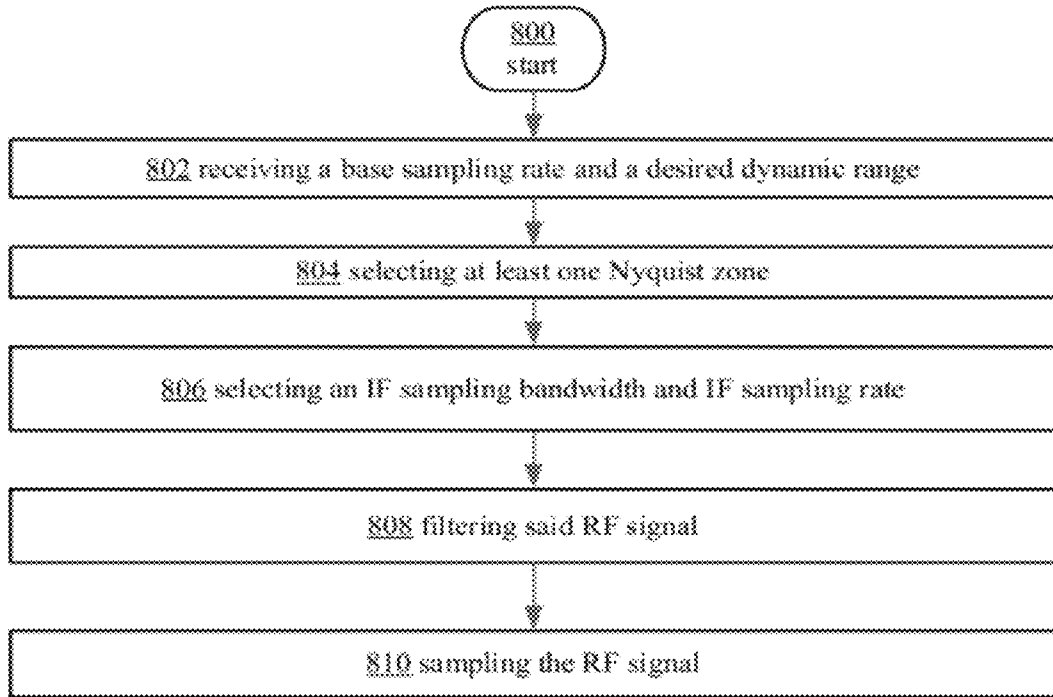 800
start
802 receiving a base sampling rate and a desired dynamic range
804 selecting at least one Nyquist zone
806 selecting an IF sampling bandwidth and IF sampling rate
808 filtering said RF signal
810 sampling the RF signal